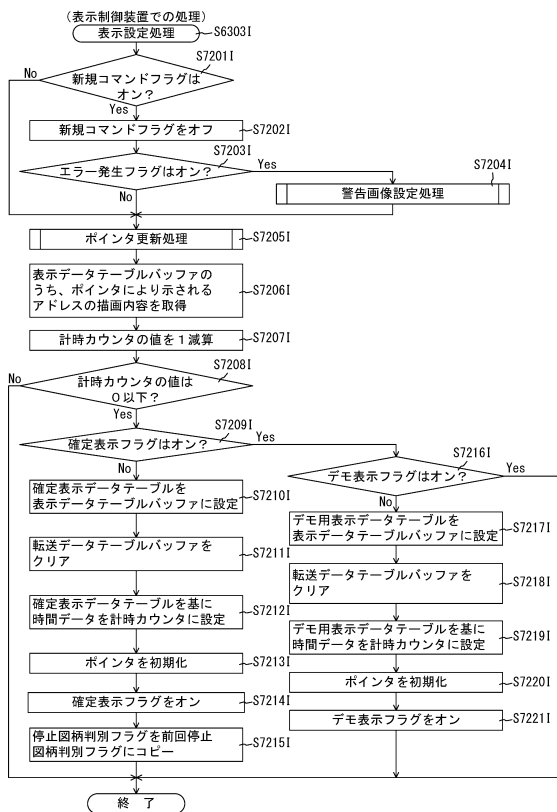 (表示制御装置での処理)
表示設定処理
S6303I
S7201I
新規コマンドフラグは
オン?
No
Yes
新規コマンドフラグをオフ
S7202I
S7203I
エラー発生フラグはオン?
Yes
No
S7204I
警告画像設定処理
ポインタ更新処理
S7205I
表示データテーブルバッファの
うち、ポインタにより示される
アドレスの描画内容を取得
S7206I
計時カウンタの値を1減算
S7207I
S7208I
計時カウンタの値は
0以下?
No
Yes
S7209I
確定表示フラグはオン?
Yes
No
確定表示データテーブルを
表示データテーブルバッファに設定
S7210I
転送データテーブルバッファを
クリア
S7211I
確定表示データテーブルを基に
時間データを計時カウンタに設定
S7212I
ポインタを初期化
S7213I
確定表示フラグをオン
S7214I
停止図柄判別フラグを前回停止
図柄判別フラグにコピー
S7215I
S7216I
デモ表示フラグはオン?
Yes
No
デモ用表示データテーブルを
表示データテーブルバッファに設定
S7217I
転送データテーブルバッファを
クリア
S7218I
デモ用表示データテーブルを基に
時間データを計時カウンタに設定
S7219I
ポインタを初期化
S7220I
デモ表示フラグをオン
S7221I
終 了